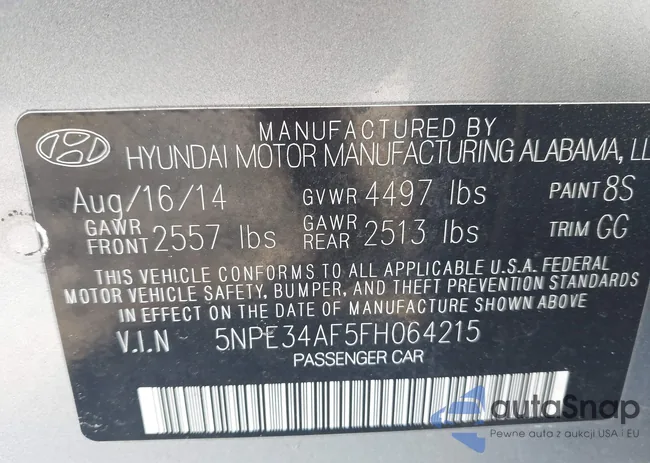 MANUFACTURED BY
HYUNDAI MOTOR MANUFACTURING ALABAMA, LL
Aug/16/14 GVWR 4497 lbs PAINT 8S
GAWR FRONT 2557 lbs GAWR REAR 2513 lbs TRIM GG
THIS VEHICLE CONFORMS TO ALL APPLICABLE U.S.A. FEDERAL
MOTOR VEHICLE SAFETY, BUMPER, AND THEFT PREVENTION STANDARDS
IN EFFECT ON THE DATE OF MANUFACTURE SHOWN ABOVE
V.I.N 5NPE34AF5FH064215
PASSENGER CAR
autoSnap
Pewne auta z aukcji USA i EU